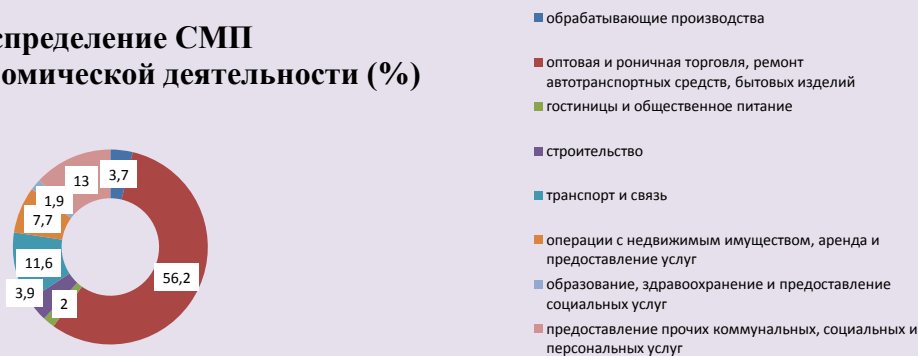 спределение СМП
омической деятельности (%)
3,7
56,2
2
3,9
11,6
7,7
1,9
13
обрабатывающие производства
оптовая и роничная торговля, ремонт
автотранспортных средств, бытовых изделий
гостиницы и общественное питание
строительство
транспорт и связь
операции с недвижимым имуществом, аренда и
предоставление услуг
образование, здравоохранение и предоставление
социальных услуг
предоставление прочих коммунальных, социальных и
персональных услуг